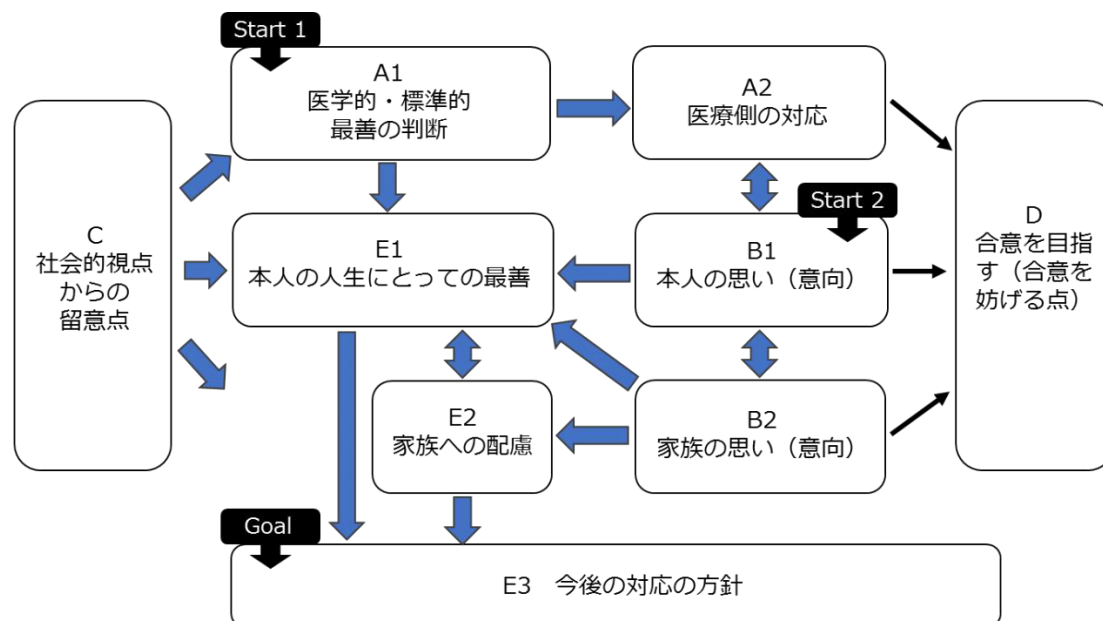 Start 1
A1
医学的・標準的
最善の判断
A2
医療側の対応
C
社会的視点
からの
留意点
Start 2
E1
本人の人生にとっての最善
B1
本人の思い（意向）
D
合意を目指
す（合意を
妨げる点）
E2
家族への配慮
B2
家族の思い（意向）
Goal
E3　今後の対応の方針